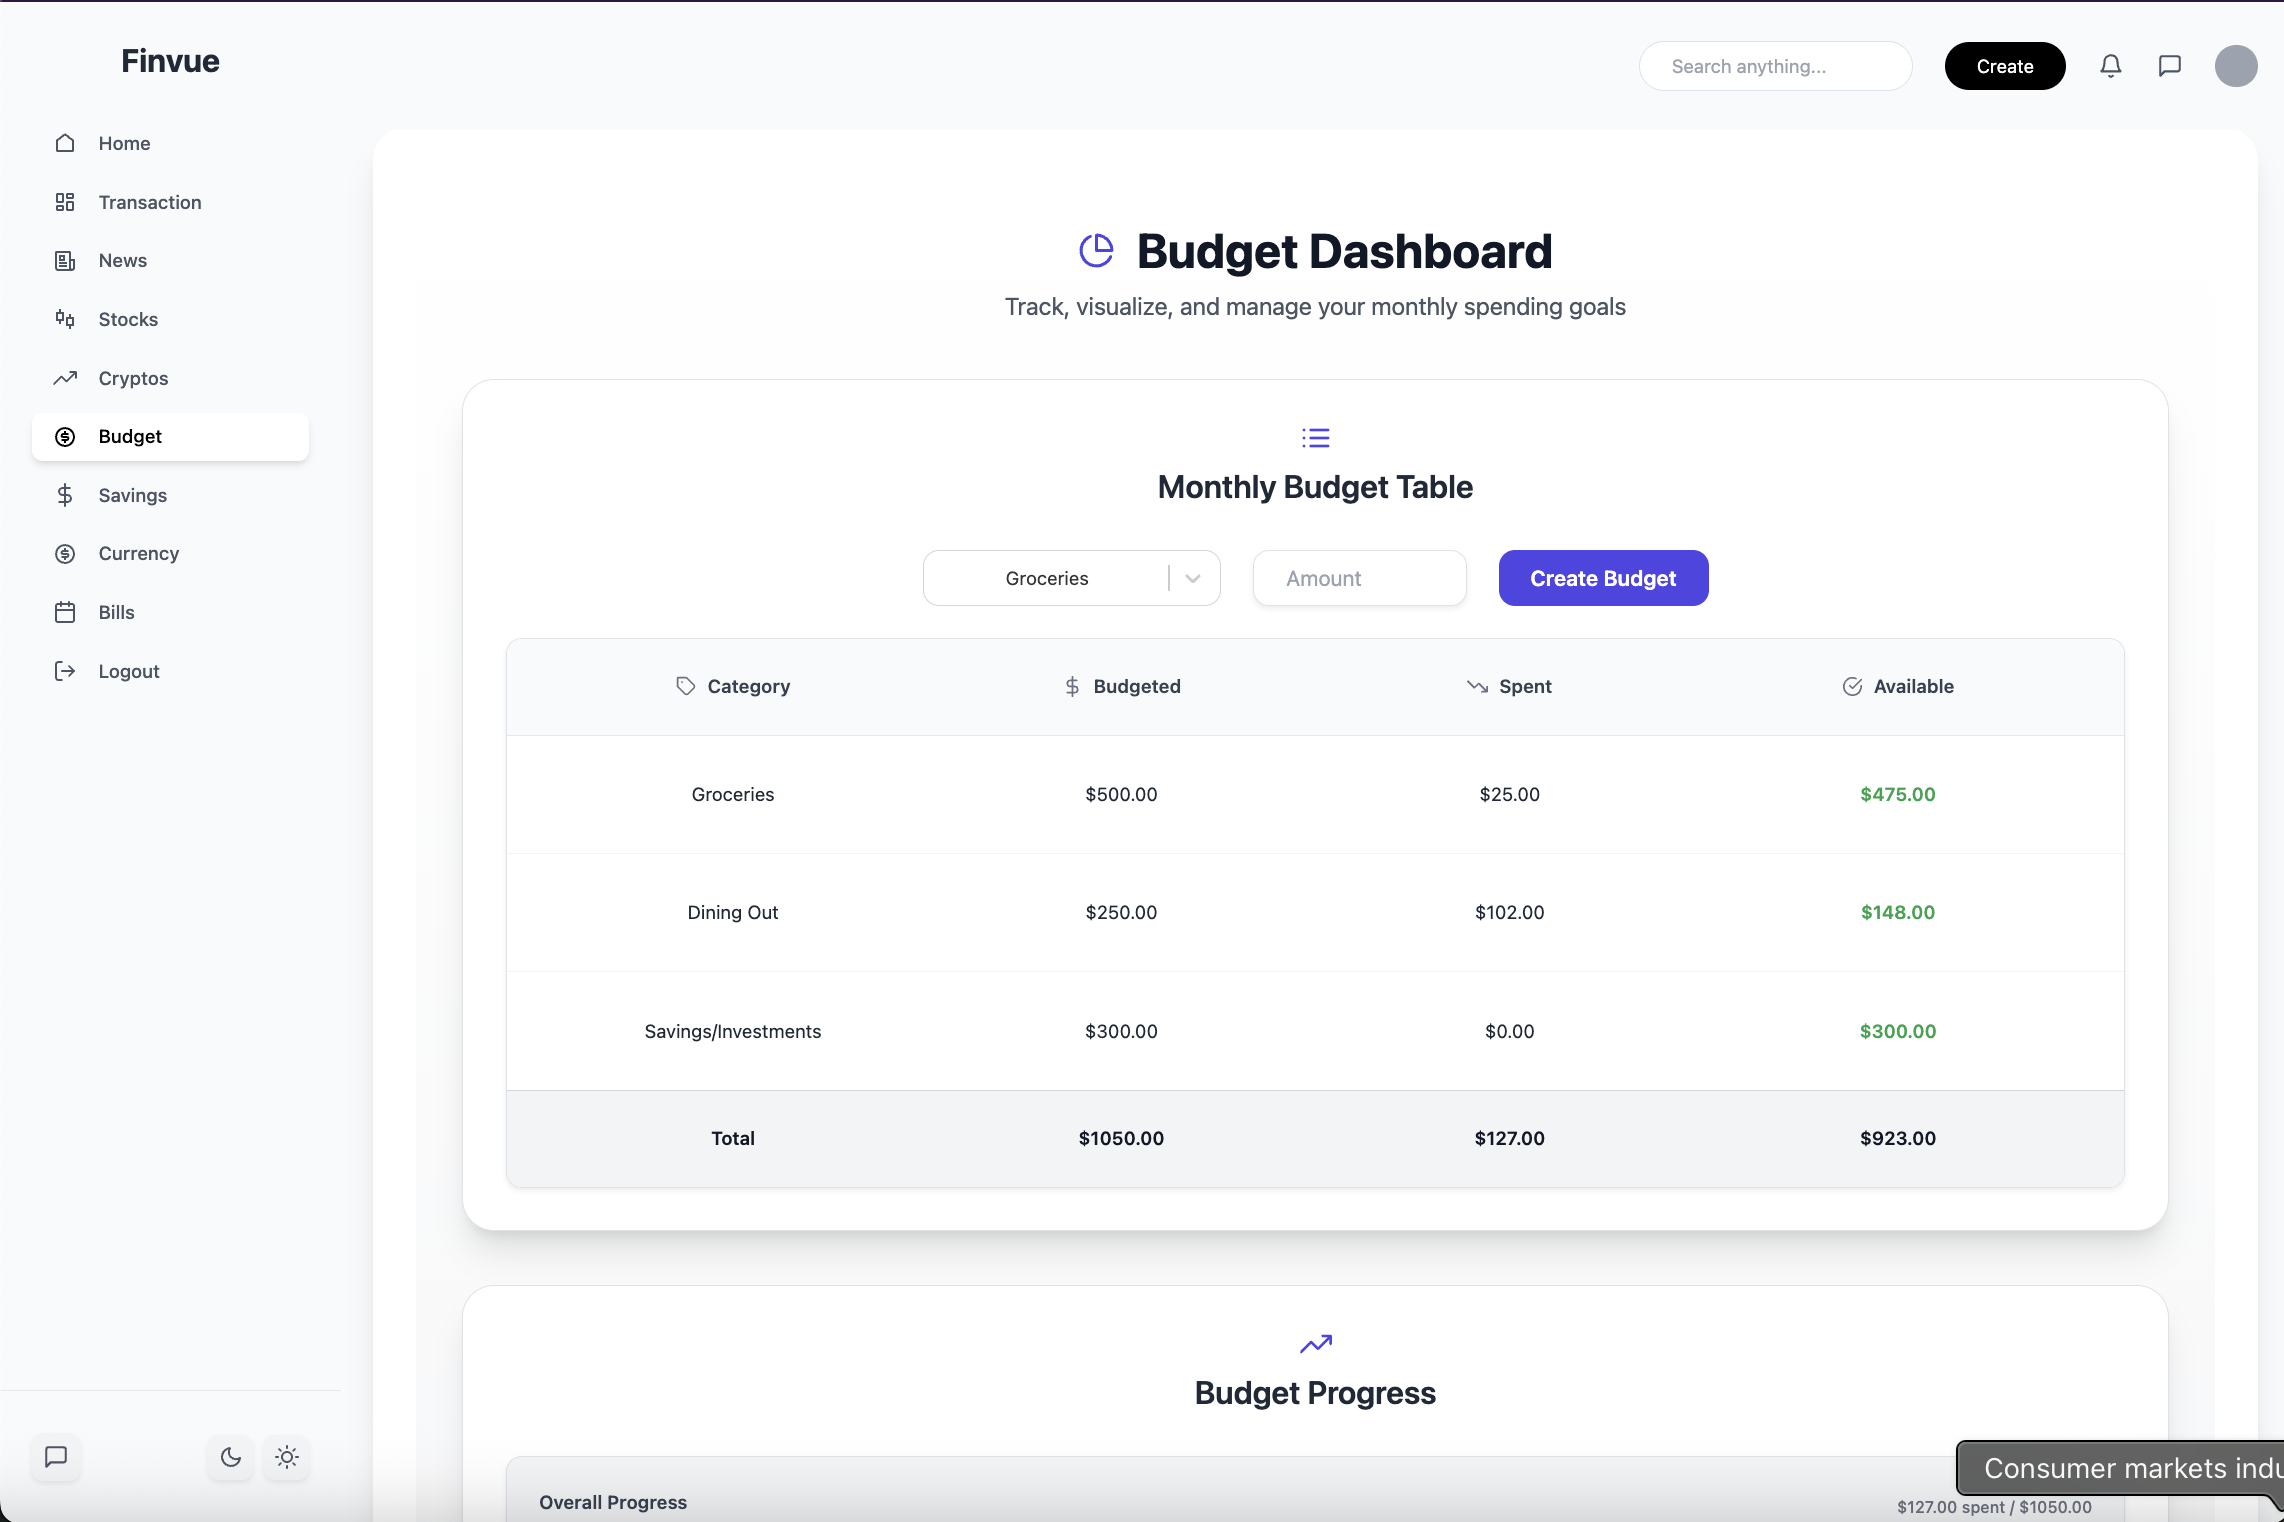 Finvue
Search anything...
Create
Home
Transaction
News
Stocks
Cryptos
Budget
Savings
Currency
Bills
Logout
Budget Dashboard
Track, visualize, and manage your monthly spending goals
Monthly Budget Table
Groceries
Amount
Create Budget
Category Budgeted Spent Available
Groceries $500.00 $25.00 $475.00
Dining Out $250.00 $102.00 $148.00
Savings/Investments $300.00 $0.00 $300.00
Total $1050.00 $127.00 $923.00
Budget Progress
Overall Progress
$127.00 spent / $1050.00
Consumer markets